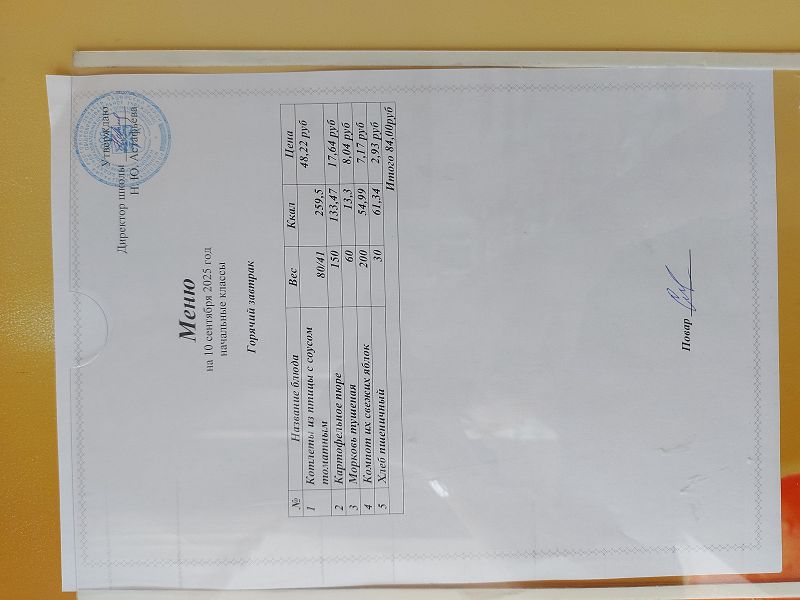 Утверждаю
Директор школы
Н.Ю. Астафьева
Меню
на 10 сентября 2025 год
начальные классы
Горячий завтрак
№ Название блюда Вес Ккал Цена
1 Котлеты из птицы с соусом томатным 80/41 259,5 48,22 руб
2 Картофельное пюре 150 133,47 17,64 руб
3 Морковь тушеная 60 13,3 8,04 руб
4 Компот их свежих яблок 200 54,99 7,17 руб
5 Хлеб пшеничный 30 61,34 2,93 руб
Итого 84,00руб
Повар